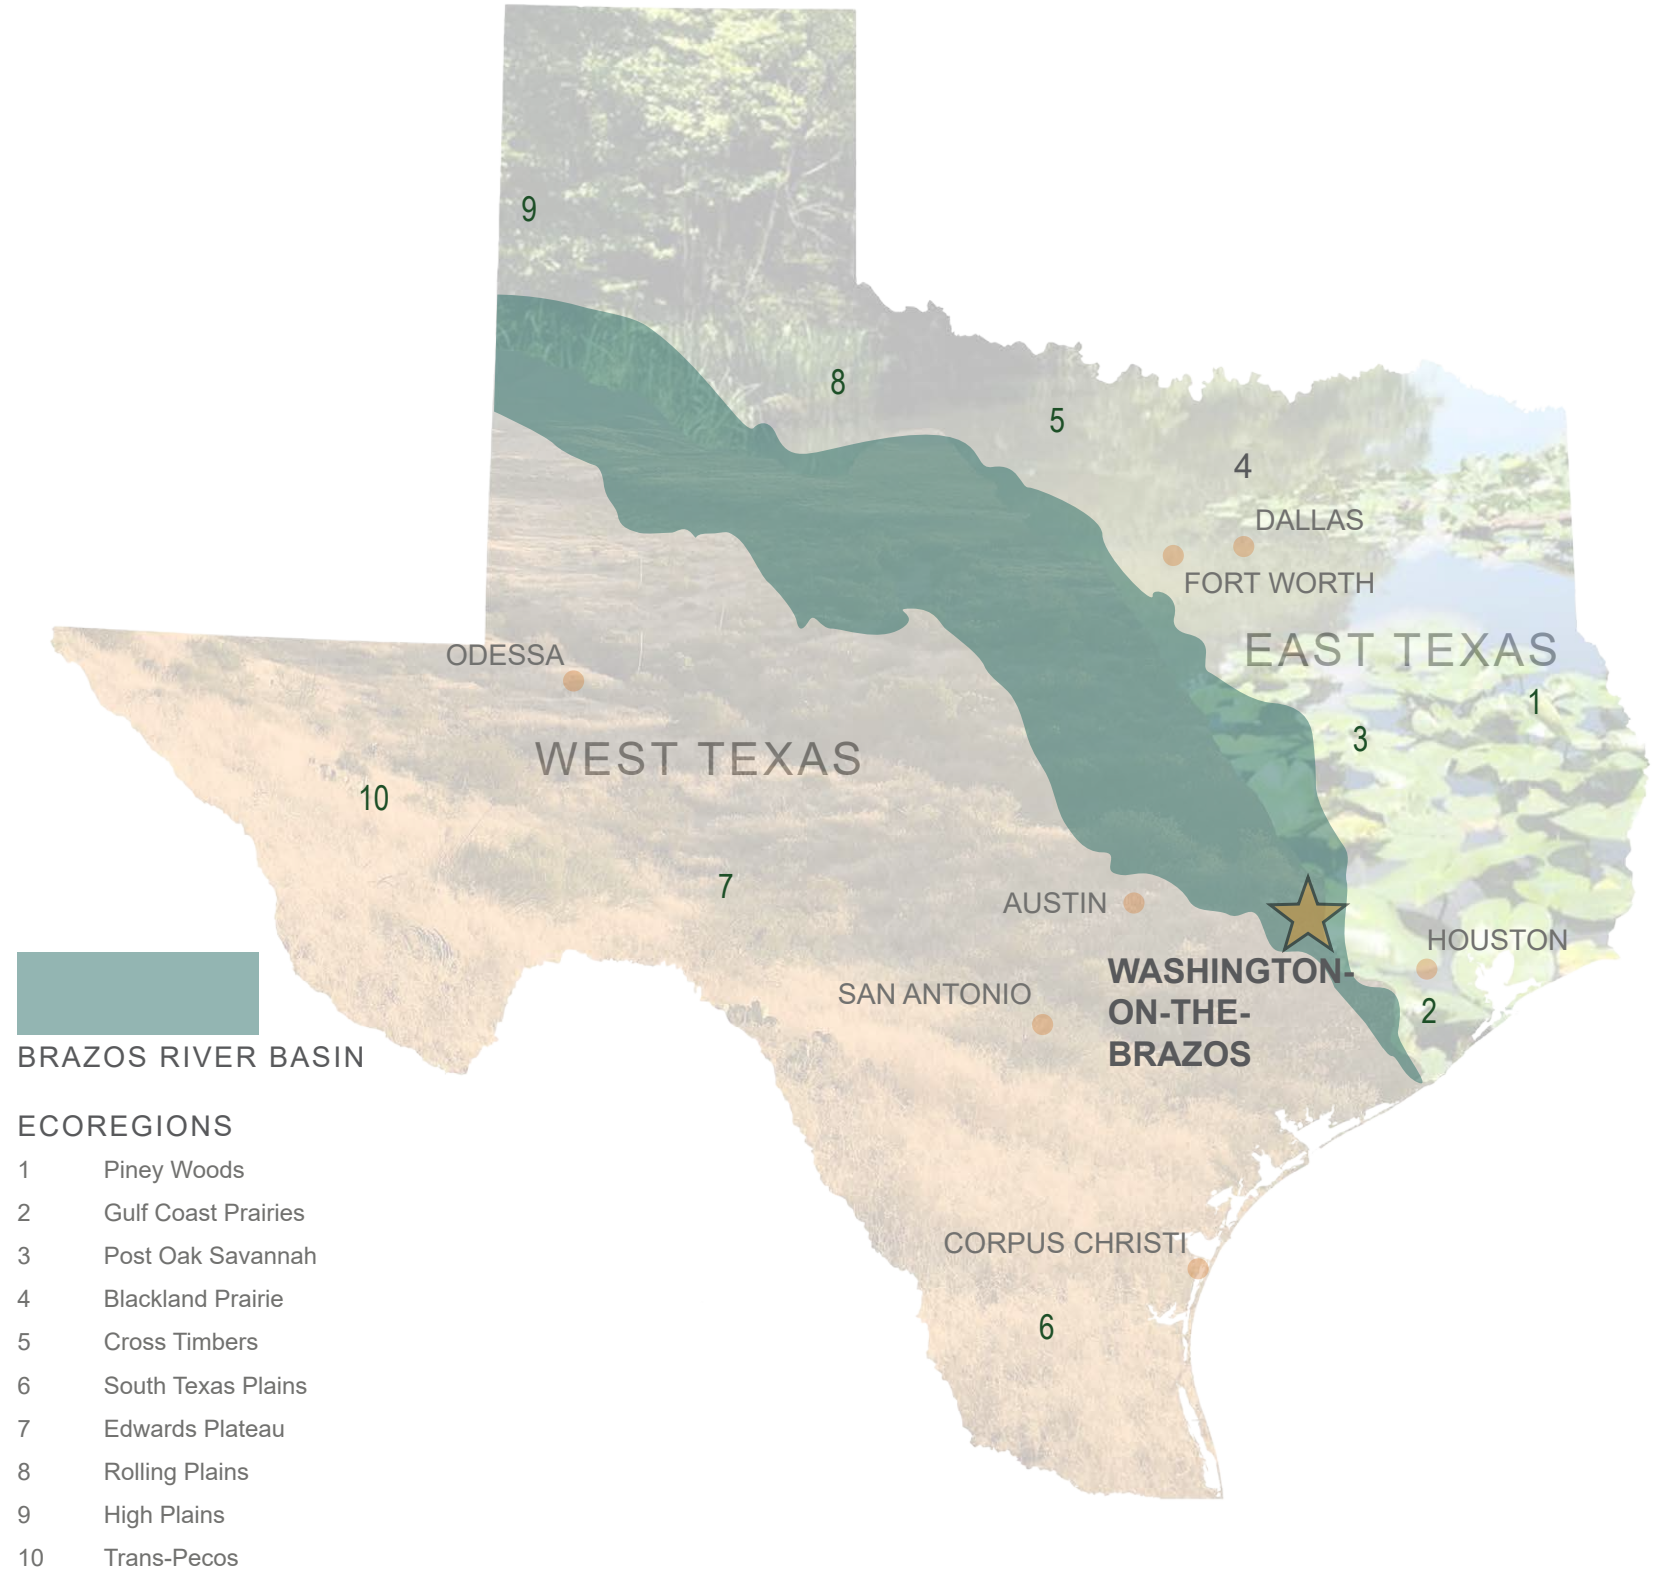 9
8
5
4
DALLAS
FORT WORTH
EAST TEXAS
ODESSA
1
3
WEST TEXAS
10
7
AUSTIN
HOUSTON
WASHINGTON-
ON-THE-
BRAZOS
SAN ANTONIO
2
BRAZOS RIVER BASIN
ECOREGIONS
1 Piney Woods
2 Gulf Coast Prairies
3 Post Oak Savannah
4 Blackland Prairie
5 Cross Timbers
6 South Texas Plains
7 Edwards Plateau
8 Rolling Plains
9 High Plains
10 Trans-Pecos
CORPUS CHRISTI
6